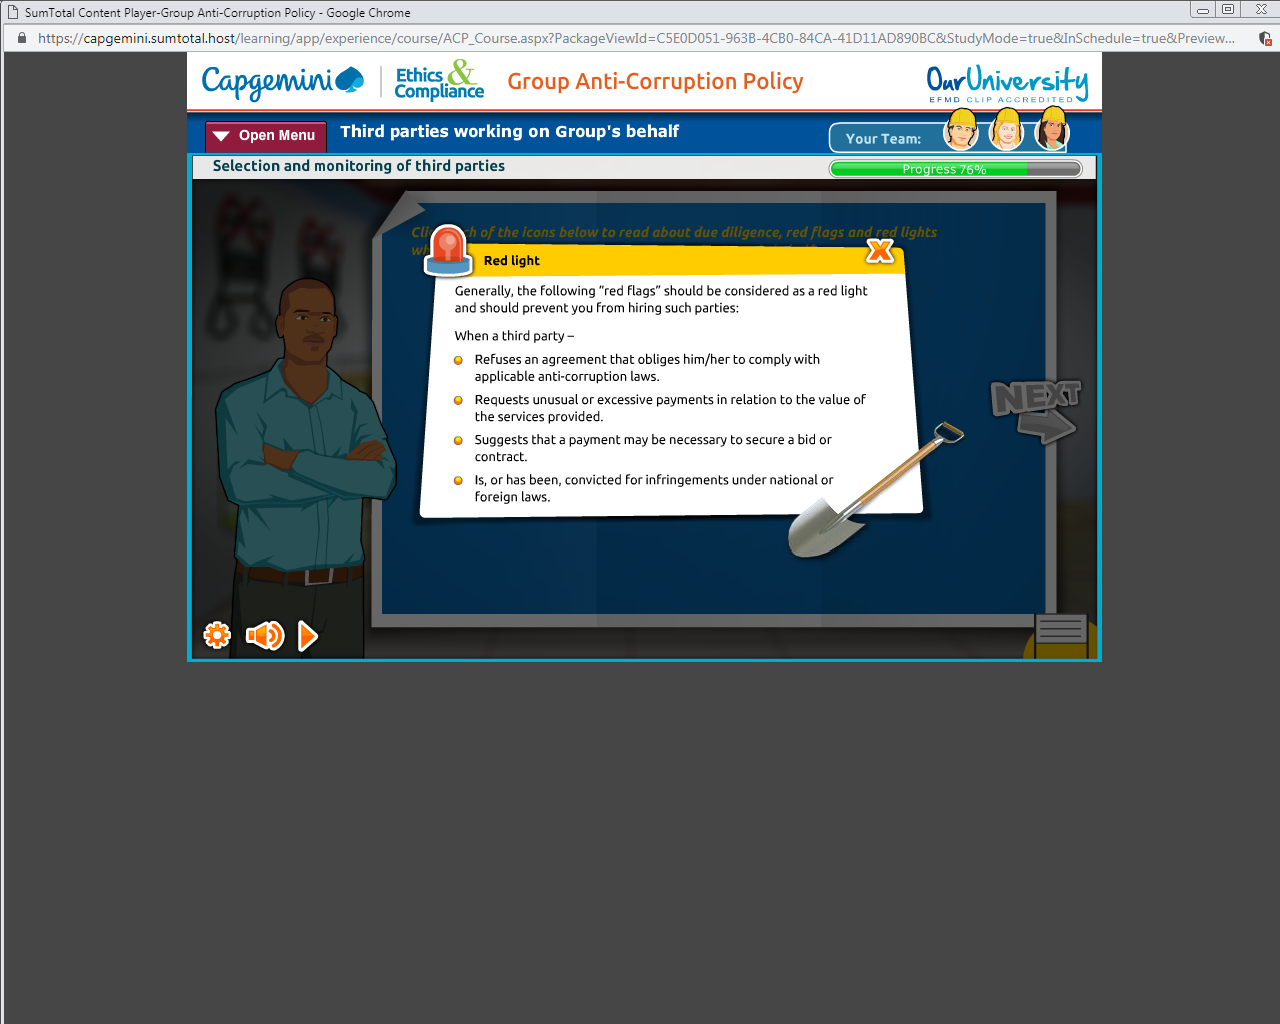 SumTotal Content Player-Group Anti-Corruption Policy - Google Chrome
https://capgemini.sumtotal.host/learning/app/experience/course/ACP_Course.aspx?PackageViewId=C5E0D051-963B-4CB0-84CA-41D11AD890BC&StudyMode=true&InSchedule=true&Preview...
Capgemini
Ethics &
Compliance
Group Anti-Corruption Policy
OurUniversity
EFMD CLIP ACCREDITED
Open Menu
Third parties working on Group's behalf
Your Team:
Selection and monitoring of third parties
Progress 76%
of the icons below to read about due diligence, red flags and red lights
Red light
X
Generally, the following “red flags” should be considered as a red light
and should prevent you from hiring such parties:
When a third party –
Refuses an agreement that obliges him/her to comply with
applicable anti-corruption laws.
Requests unusual or excessive payments in relation to the value of
the services provided.
Suggests that a payment may be necessary to secure a bid or
contract.
Is, or has been, convicted for infringements under national or
foreign laws.
NEXT